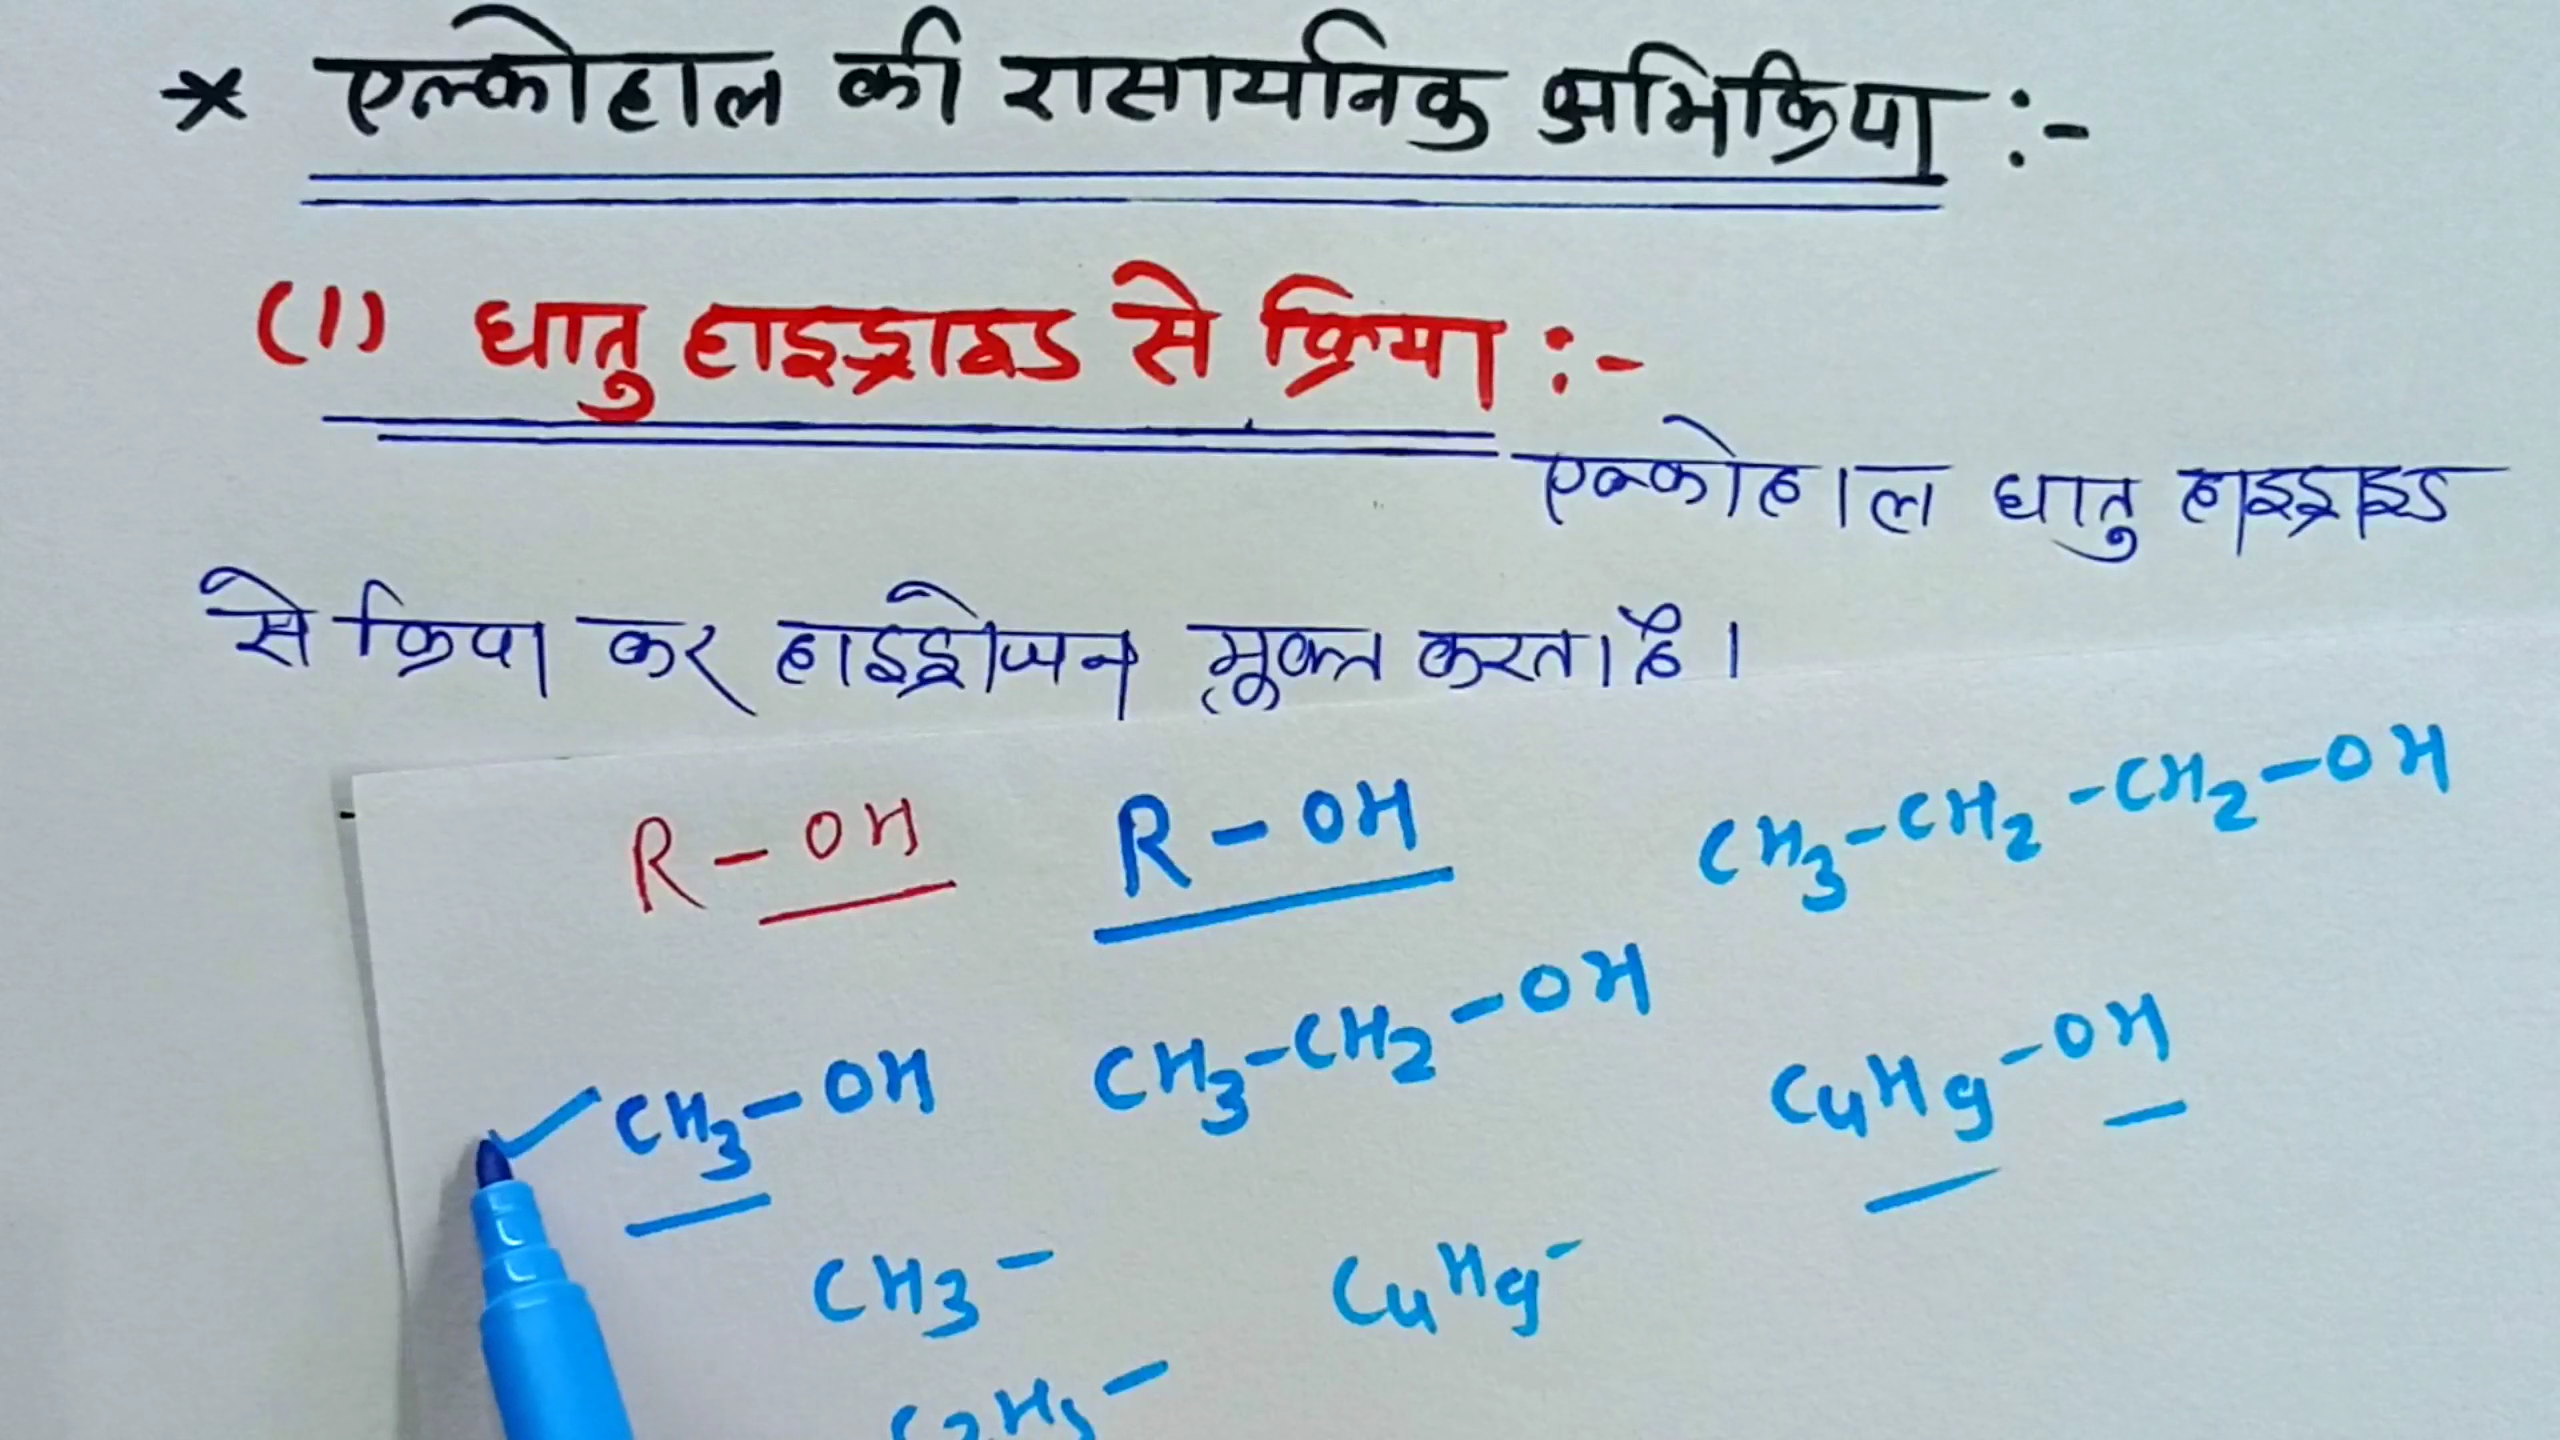 * एल्कोहाल की रासायनिक अभिक्रिया :-
(1) धातु हाइड्राइड से क्रिया :-
एल्कोहाल धातु हाइड्राइड
से क्रिया कर हाइड्रोजन मुक्त करता है।
R-OH R-OH CH3-CH2-CH2-OH
CH3-OH CH3-CH2-OH C4H9-OH
CH3- C4H9-
C2H5-